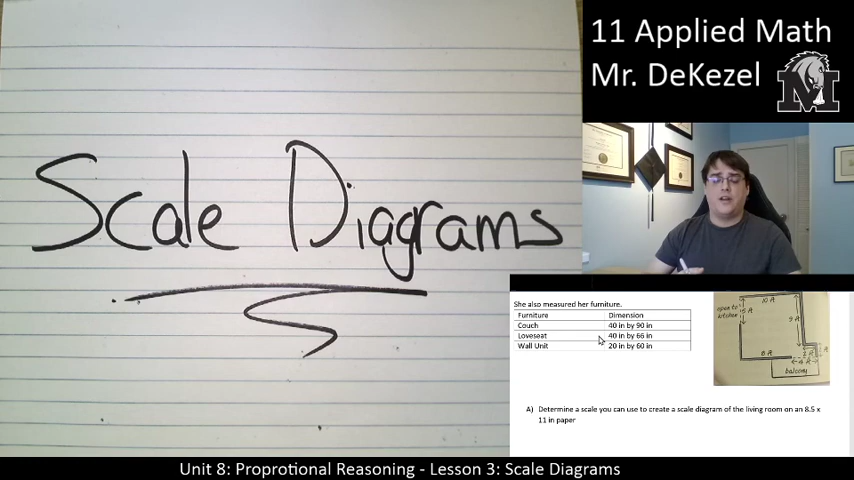 11 Applied Math
Mr. DeKezel
M
Scale Diagrams
She also measured her furniture.
Furniture Dimension
Couch 40 in by 90 in
Loveseat 40 in by 66 in
Wall Unit 20 in by 60 in
10 ft
open to
kitchen
9 ft
balcony
A) Determine a scale you can use to create a scale diagram of the living room on an 8.5 x
11 in paper
Unit 8: Proprotional Reasoning - Lesson 3: Scale Diagrams